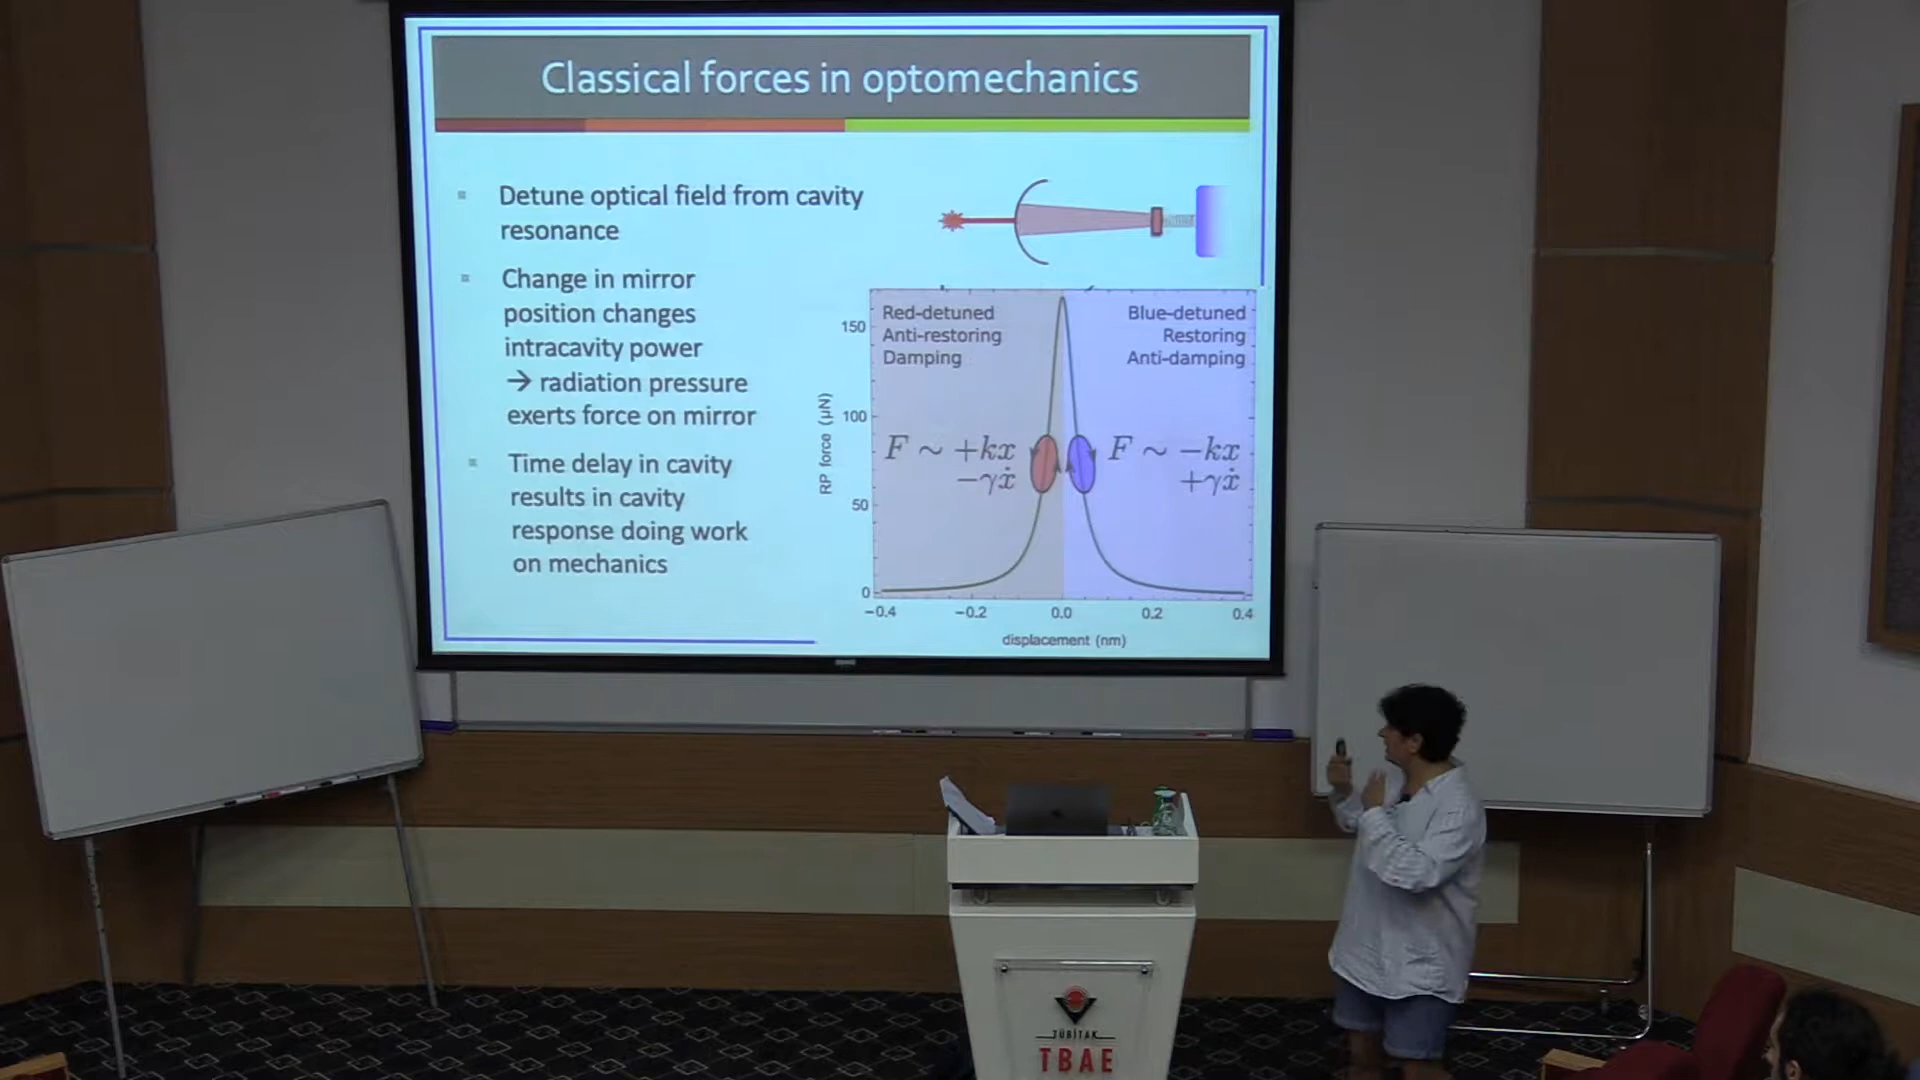 Classical forces in optomechanics
Detune optical field from cavity
resonance
Change in mirror
position changes
intracavity power
→ radiation pressure
exerts force on mirror
Time delay in cavity
results in cavity
response doing work
on mechanics
Red-detuned
Anti-restoring
Damping
Blue-detuned
Restoring
Anti-damping
F ~ +kx
−γẋ
F ~ −kx
+γẋ
RP force (μN)
150
100
50
0
−0.4
−0.2
0.0
0.2
0.4
displacement (nm)
TÜBİTAK
TBAE